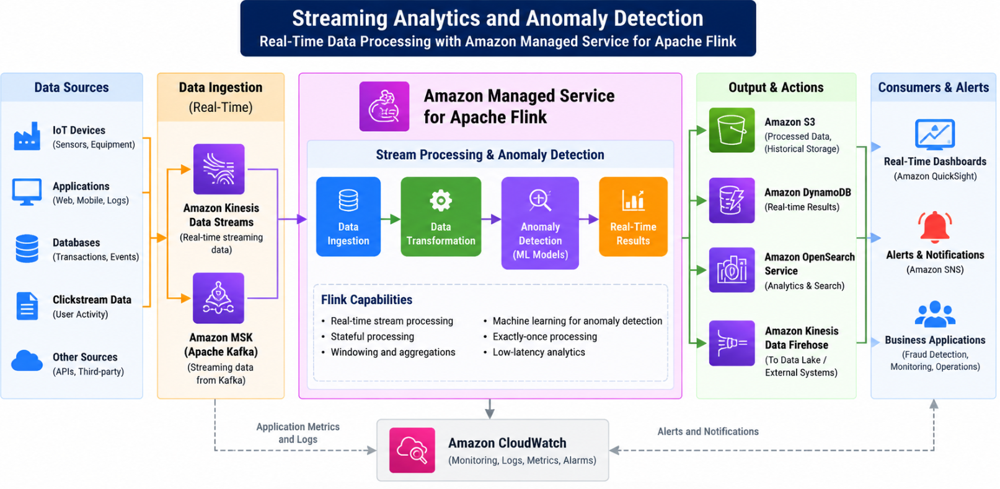 Streaming Analytics and Anomaly Detection
Real-Time Data Processing with Amazon Managed Service for Apache Flink
Data Sources
IoT Devices
(Sensors, Equipment)
Applications
(Web, Mobile, Logs)
Databases
(Transactions, Events)
Clickstream Data
(User Activity)
Other Sources
(APIs, Third-party)
Data Ingestion
(Real-Time)
Amazon Kinesis
Data Streams
(Real-time streaming
data)
Amazon MSK
(Apache Kafka)
(Streaming data
from Kafka)
Amazon Managed Service
for Apache Flink
Stream Processing & Anomaly Detection
Data
Ingestion
Data
Transformation
Anomaly
Detection
(ML Models)
Real-Time
Results
Flink Capabilities
• Real-time stream processing
• Stateful processing
• Windowing and aggregations
• Machine learning for anomaly detection
• Exactly-once processing
• Low-latency analytics
Output & Actions
Amazon S3
(Processed Data,
(Historical Storage)
Amazon DynamoDB
(Real-time Results)
Amazon OpenSearch
Service
(Analytics & Search)
Amazon Kinesis
Data Firehose
(To Data Lake /
External Systems)
Consumers & Alerts
Real-Time Dashboards
(Amazon QuickSight)
Alerts & Notifications
(Amazon SNS)
Business Applications
(Fraud Detection,
Monitoring, Operations)
Application Metrics
and Logs
Amazon CloudWatch
(Monitoring, Logs, Metrics, Alarms)
Alerts and Notifications